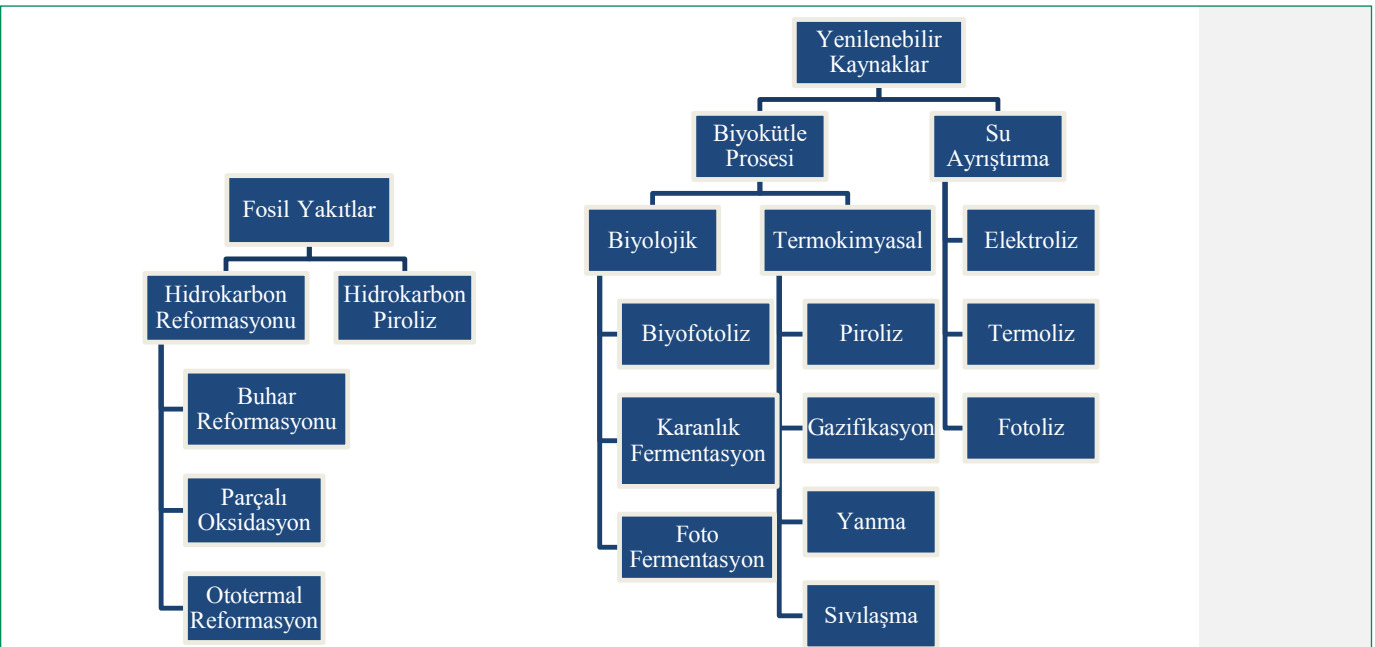 Fosil Yakıtlar
Hidrokarbon
Reformasyonu
Hidrokarbon
Piroliz
Buhar
Reformasyonu
Parçalı
Oksidasyon
Ototermal
Reformasyon
Yenilenebilir
Kaynaklar
Biyokütle
Prosesi
Su
Ayrıştırma
Biyolojik
Termokimyasal
Biyofotoliz
Karanlık
Fermentasyon
Foto
Fermentasyon
Piroliz
Gazifikasyon
Yanma
Sıvılaşma
Elektroliz
Termoliz
Fotoliz